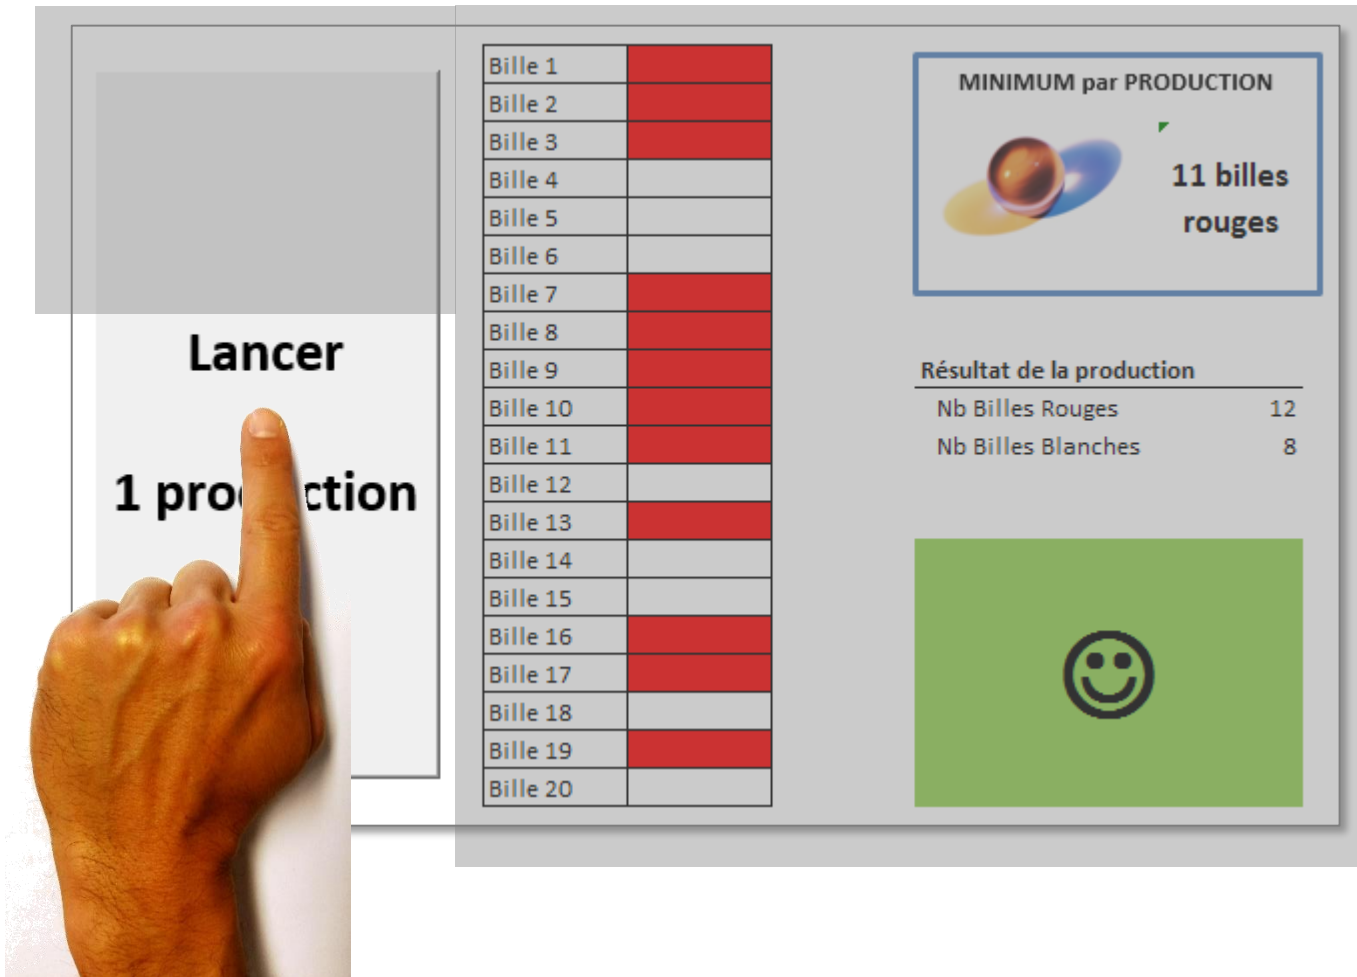 Lancer
1 pro ction
Bille 1
Bille 2
Bille 3
Bille 4
Bille 5
Bille 6
Bille 7
Bille 8
Bille 9
Bille 10
Bille 11
Bille 12
Bille 13
Bille 14
Bille 15
Bille 16
Bille 17
Bille 18
Bille 19
Bille 20
MINIMUM par PRODUCTION
11 billes
rouges
Résultat de la production
Nb Billes Rouges 12
Nb Billes Blanches 8